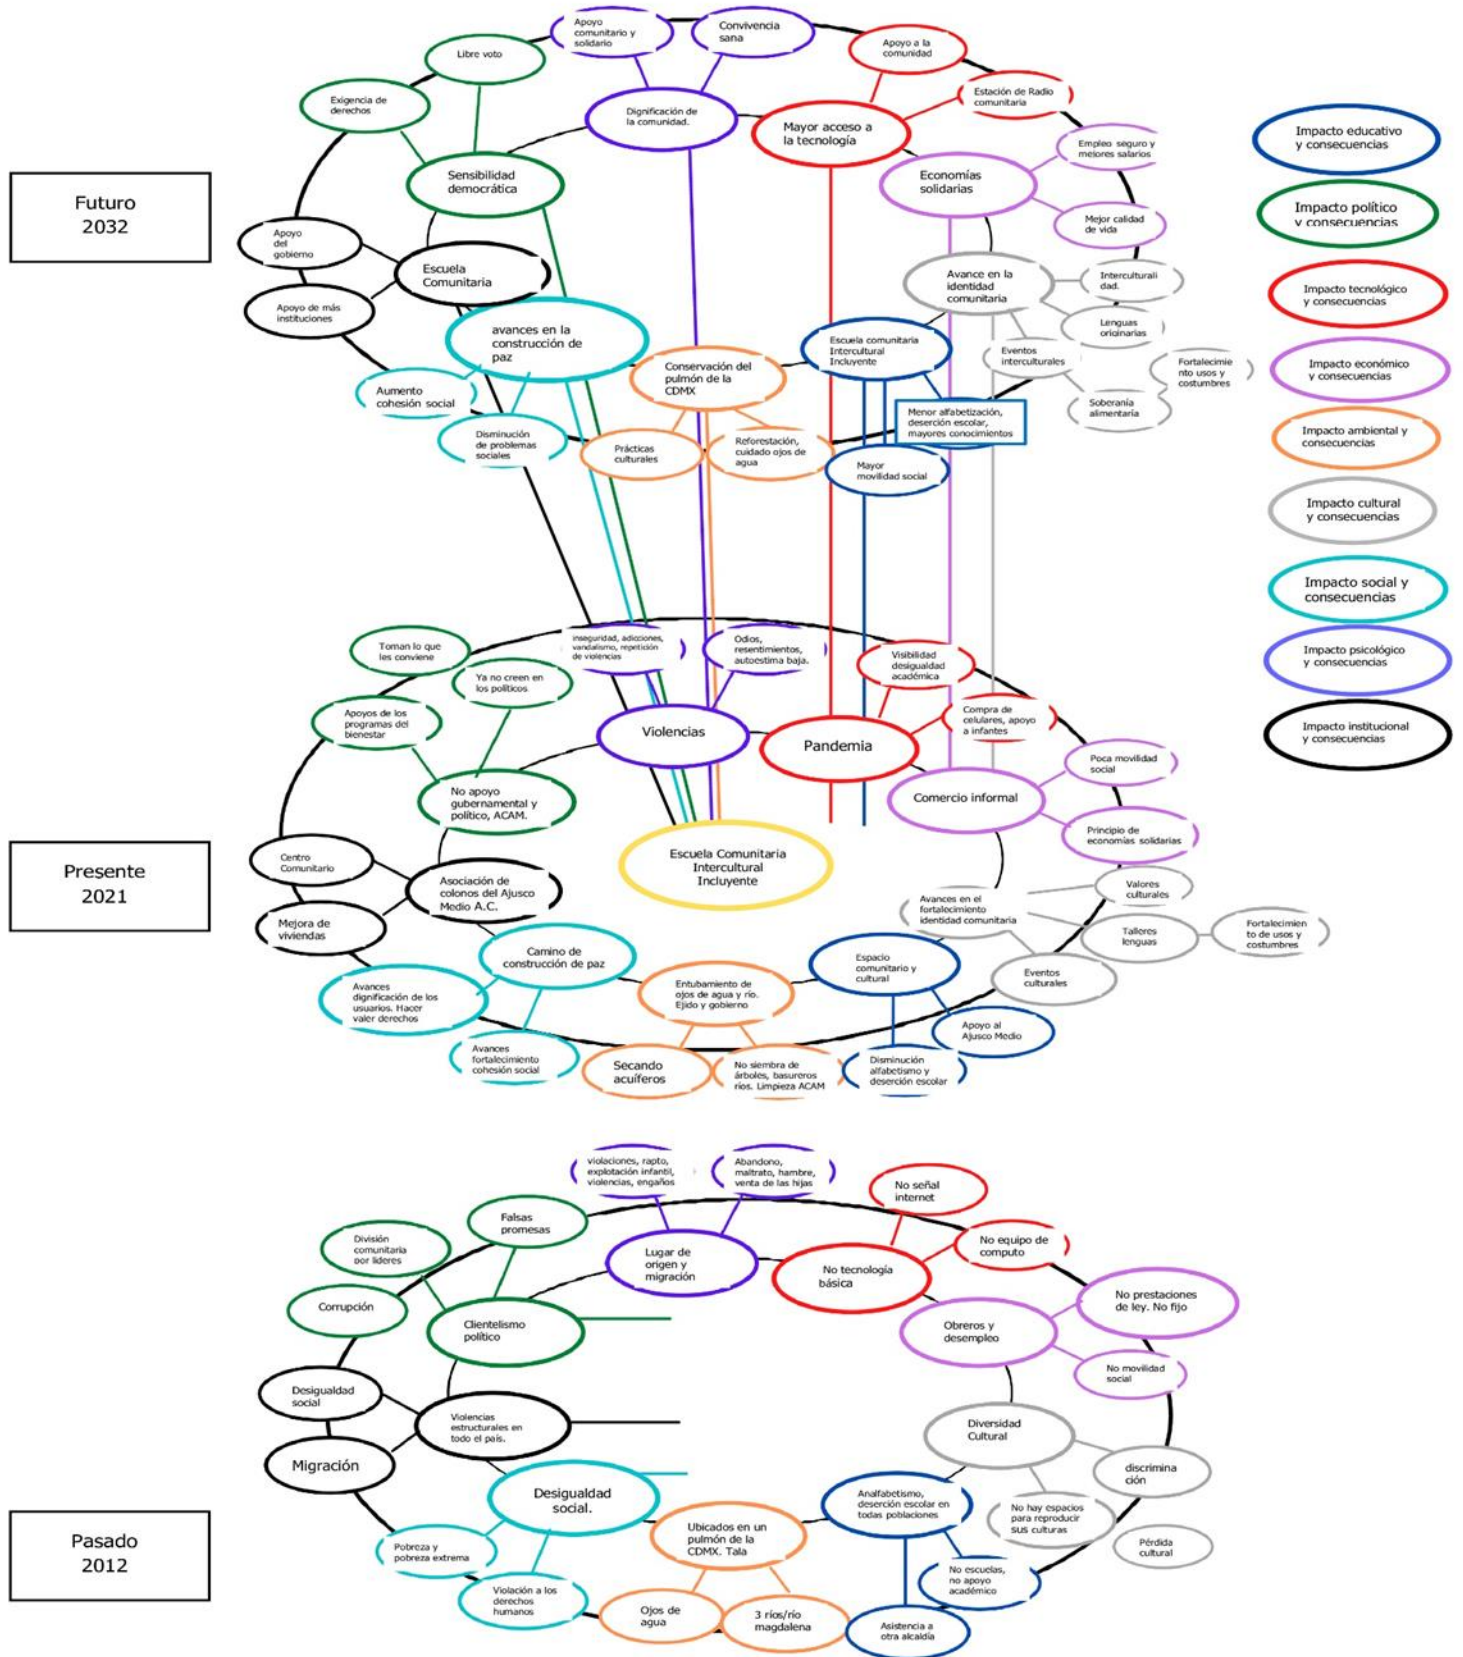 Apoyo
comunitario y
solidario
Convivencia
sana
Libre voto
Apoyo a la
comunidad
Exigencia de
derechos
Estación de Radio
comunitaria
Dignificación de
la comunidad.
Mayor acceso a
la tecnología
Empleo seguro y
mejores salarios
Sensibilidad
democrática
Economías
solidarias
Mejor calidad
de vida
Futuro
2032
Apoyo
del
gobierno
Escuela
Comunitaria
Avance en la
identidad
comunitaria
Interculturali
dad.
Apoyo de más
instituciones
avances en la
construcción de
paz
Escuela comunitaria
Intercultural
Incluyente
Lenguas
originarias
Eventos
interculturales
Fortalecimie
nto usos y
costumbres
Conservación del
pulmón de la
CDMX
Aumento
cohesión social
Soberanía
alimentaría
Menor alfabetización,
deserción escolar,
mayores conocimientos
Disminución
de problemas
sociales
Prácticas
culturales
Reforestación,
cuidado ojos de
agua
Mayor
movilidad social
Impacto educativo
y consecuencias
Impacto político
y consecuencias
Impacto tecnológico
y consecuencias
Impacto económico
y consecuencias
Impacto ambiental y
consecuencias
Impacto cultural
y consecuencias
Impacto social y
consecuencias
Impacto psicológico
y consecuencias
Impacto institucional
y consecuencias
Toman lo que
les conviene
inseguridad, adicciones,
vandalismo, repetición
de violencias
Odios,
resentimientos,
autoestima baja.
Visibilidad
desigualdad
académica
Ya no creen en
los políticos
Apoyos de los
programas del
bienestar
Compra de
celulares, apoyo
a infantes
Violencias
Pandemia
Poca movilidad
social
No apoyo
gubernamental y
político, ACAM.
Comercio informal
Principio de
economías solidarias
Presente
2021
Centro
Comunitario
Escuela Comunitaria
Intercultural
Incluyente
Asociación de
colonos del Ajusco
Medio A.C.
Valores
culturales
Avances en el
fortalecimiento
identidad comunitaria
Mejora de
viviendas
Talleres
lenguas
Fortalecimien
to de usos y
costumbres
Camino de
construcción de paz
Espacio
comunitario y
cultural
Eventos
culturales
Avances
dignificación de los
usuarios. Hacer
valer derechos
Entubamiento de
ojos de agua y río.
Ejido y gobierno
Apoyo al
Ajusco Medio
Avances
fortalecimiento
cohesión social
Secando
acuíferos
No siembra de
árboles, basureros
ríos. Limpieza ACAM
Disminución
alfabetismo y
deserción escolar
violaciones, rapto,
explotación infantil,
violencias, engaños
Abandono,
maltrato, hambre,
venta de las hijas
No señal
internet
Falsas
promesas
División
comunitaria
por líderes
No equipo de
computo
Lugar de
origen y
migración
No tecnología
básica
Corrupción
No prestaciones
de ley. No fijo
Clientelismo
político
Obreros y
desempleo
No movilidad
social
Desigualdad
social
Violencias
estructurales en
todo el país.
Diversidad
Cultural
Migración
discrimina
ción
Desigualdad
social.
Analfabetismo,
deserción escolar en
todas poblaciones
No hay espacios
para reproducir
sus culturas
Ubicados en un
pulmón de la
CDMX. Tala
Pérdida
cultural
Pasado
2012
Pobreza y
pobreza extrema
No escuelas,
no apoyo
académico
Violación a los
derechos
humanos
Ojos de
agua
3 ríos/río
magdalena
Asistencia a
otra alcaldía